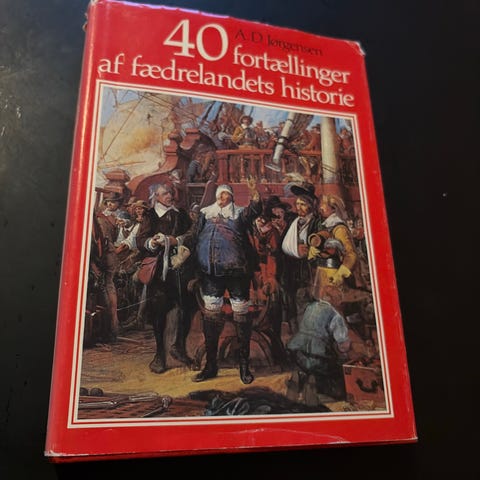 A. D. Jørgensen
40 fortællinger
af fædrelandets historie